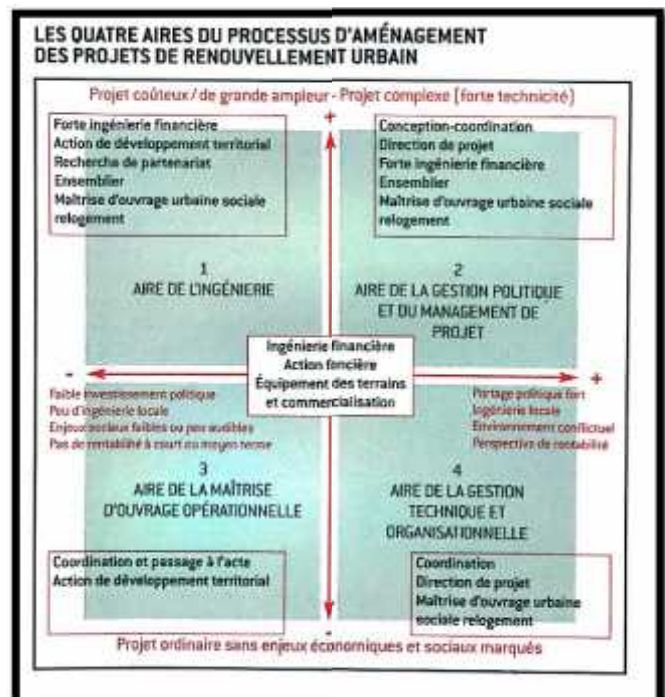 LES QUATRE AIRES DU PROCESSUS D'AMÉNAGEMENT
DES PROJETS DE RENOUVELLEMENT URBAIN
Projet coûteux / de grande ampleur - Projet complexe (forte technicité)
+
Forte ingénierie financière
Action de développement territorial
Recherche de partenariat
Ensemblier
Maîtrise d'ouvrage urbaine sociale
relogement
Conception-coordination
Direction de projet
Forte ingénierie financière
Ensemblier
Maîtrise d'ouvrage urbaine sociale
relogement
1
AIRE DE L'INGÉNIERIE
2
AIRE DE LA GESTION POLITIQUE
ET DU MANAGEMENT DE
PROJET
Ingénierie financière
Action foncière
Équipement des terrains
et commercialisation
-
+
Faible investissement politique
Peu d'ingénierie locale
Enjeux sociaux faibles ou peu audibles
Pas de rentabilité à court ou moyen terme
Portage politique fort
Ingénierie locale
Environnement conflictuel
Perspective de rentabilité
3
AIRE DE LA MAÎTRISE
D'OUVRAGE OPÉRATIONNELLE
4
AIRE DE LA GESTION
TECHNIQUE ET
ORGANISATIONNELLE
Coordination et passage à l'acte
Action de développement territorial
Coordination
Direction de projet
Maîtrise d'ouvrage urbaine
sociale relogement
-
Projet ordinaire sans enjeux économiques et sociaux marqués